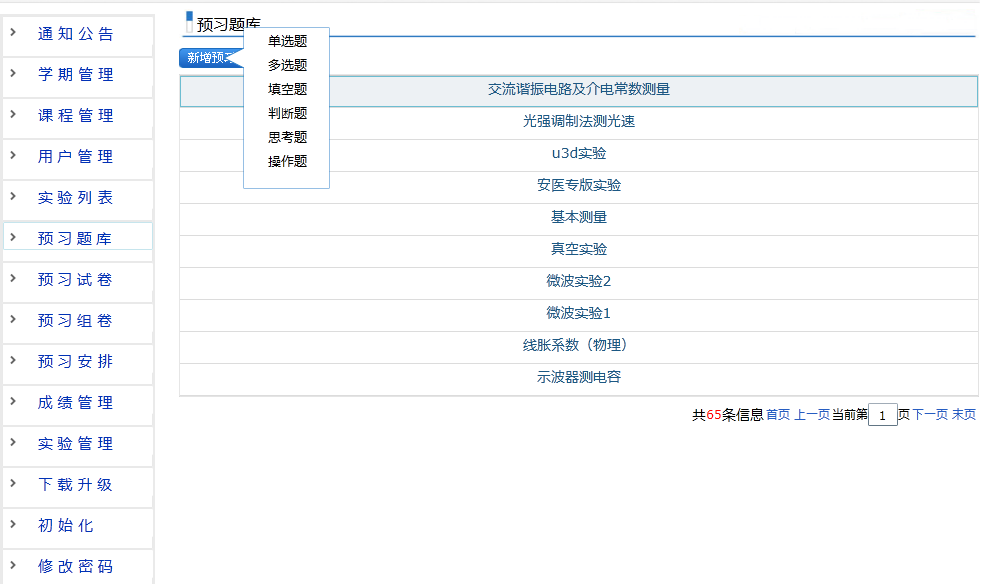 通知公告
学期管理
课程管理
用户管理
实验列表
预习题库
预习试卷
预习组卷
预习安排
成绩管理
实验管理
下载升级
初始化
修改密码
预习题库
新增预习
单选题
多选题
填空题
判断题
思考题
操作题
交流谐振电路及介电常数测量
光强调制法测光速
u3d实验
安医专版实验
基本测量
真空实验
微波实验2
微波实验1
线胀系数（物理）
示波器测电容
共65条信息首页 上一页当前第1页下一页 末页